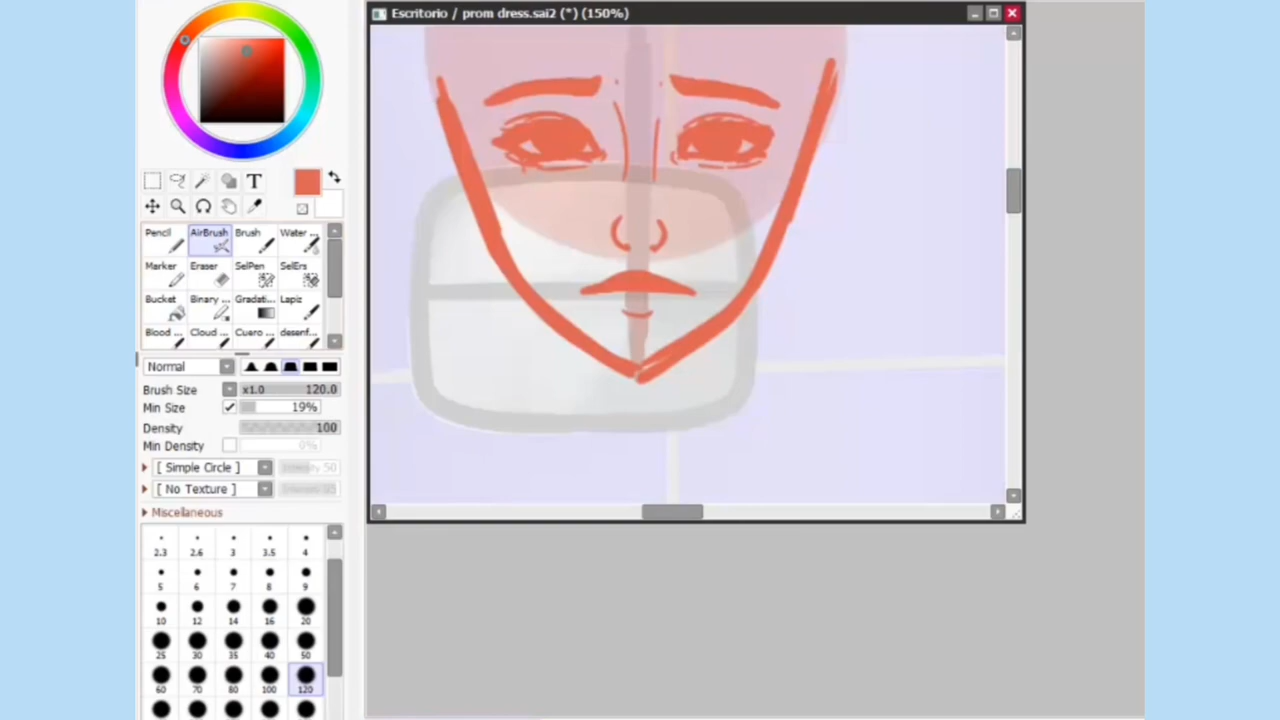 Escritorio / prom dress.sai2 (*) (150%)
T
Pencil AirBrush Brush Water ...
Marker Eraser SelPen SelErs
Bucket Binary ... Gradati... Lapiz
Blood ... Cloud ... Cuero ... desenf...
Normal
Brush Size x1.0 120.0
Min Size 19%
Density 100
Min Density 0%
[ Simple Circle ] Intensity 50
[ No Texture ]
Miscellaneous
2.3 2.6 3 3.5 4
5 6 7 8 9
10 12 14 16 20
25 30 35 40 50
60 70 80 100 120